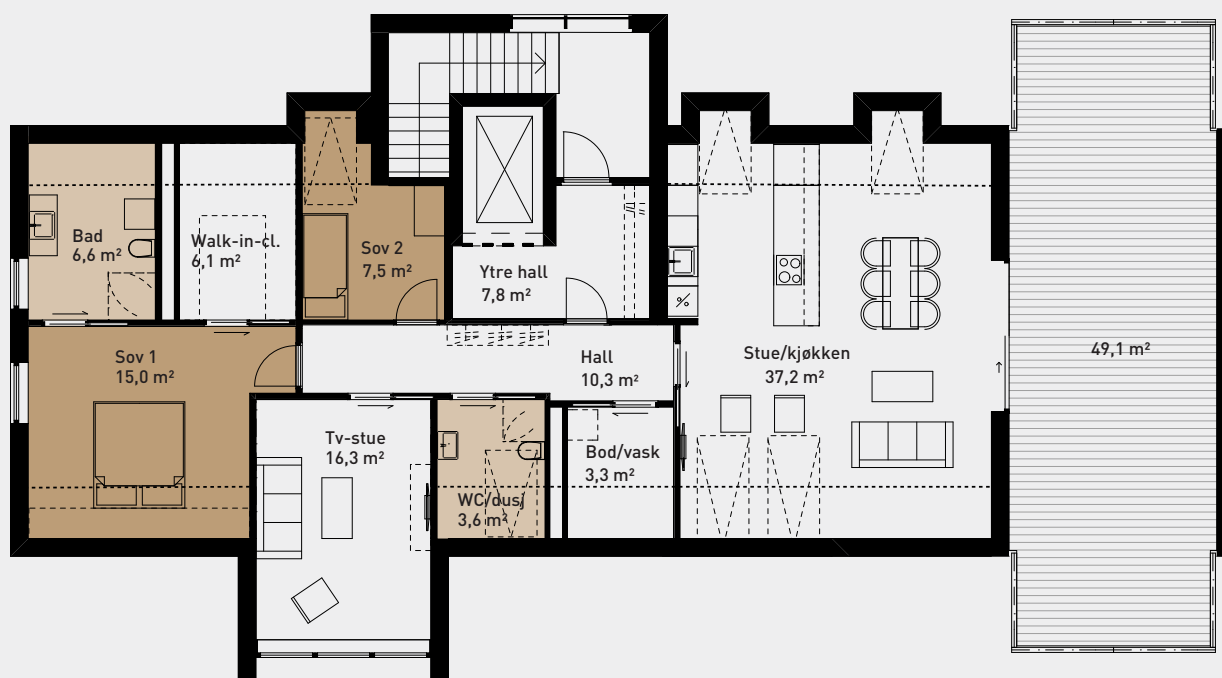 Bad
6,6 m²
Walk-in-cl.
6,1 m²
Sov 2
7,5 m²
Ytre hall
7,8 m²
Sov 1
15,0 m²
Hall
10,3 m²
Stue/kjøkken
37,2 m²
49,1 m²
Tv-stue
16,3 m²
WC/dusj
3,6 m²
Bod/vask
3,3 m²